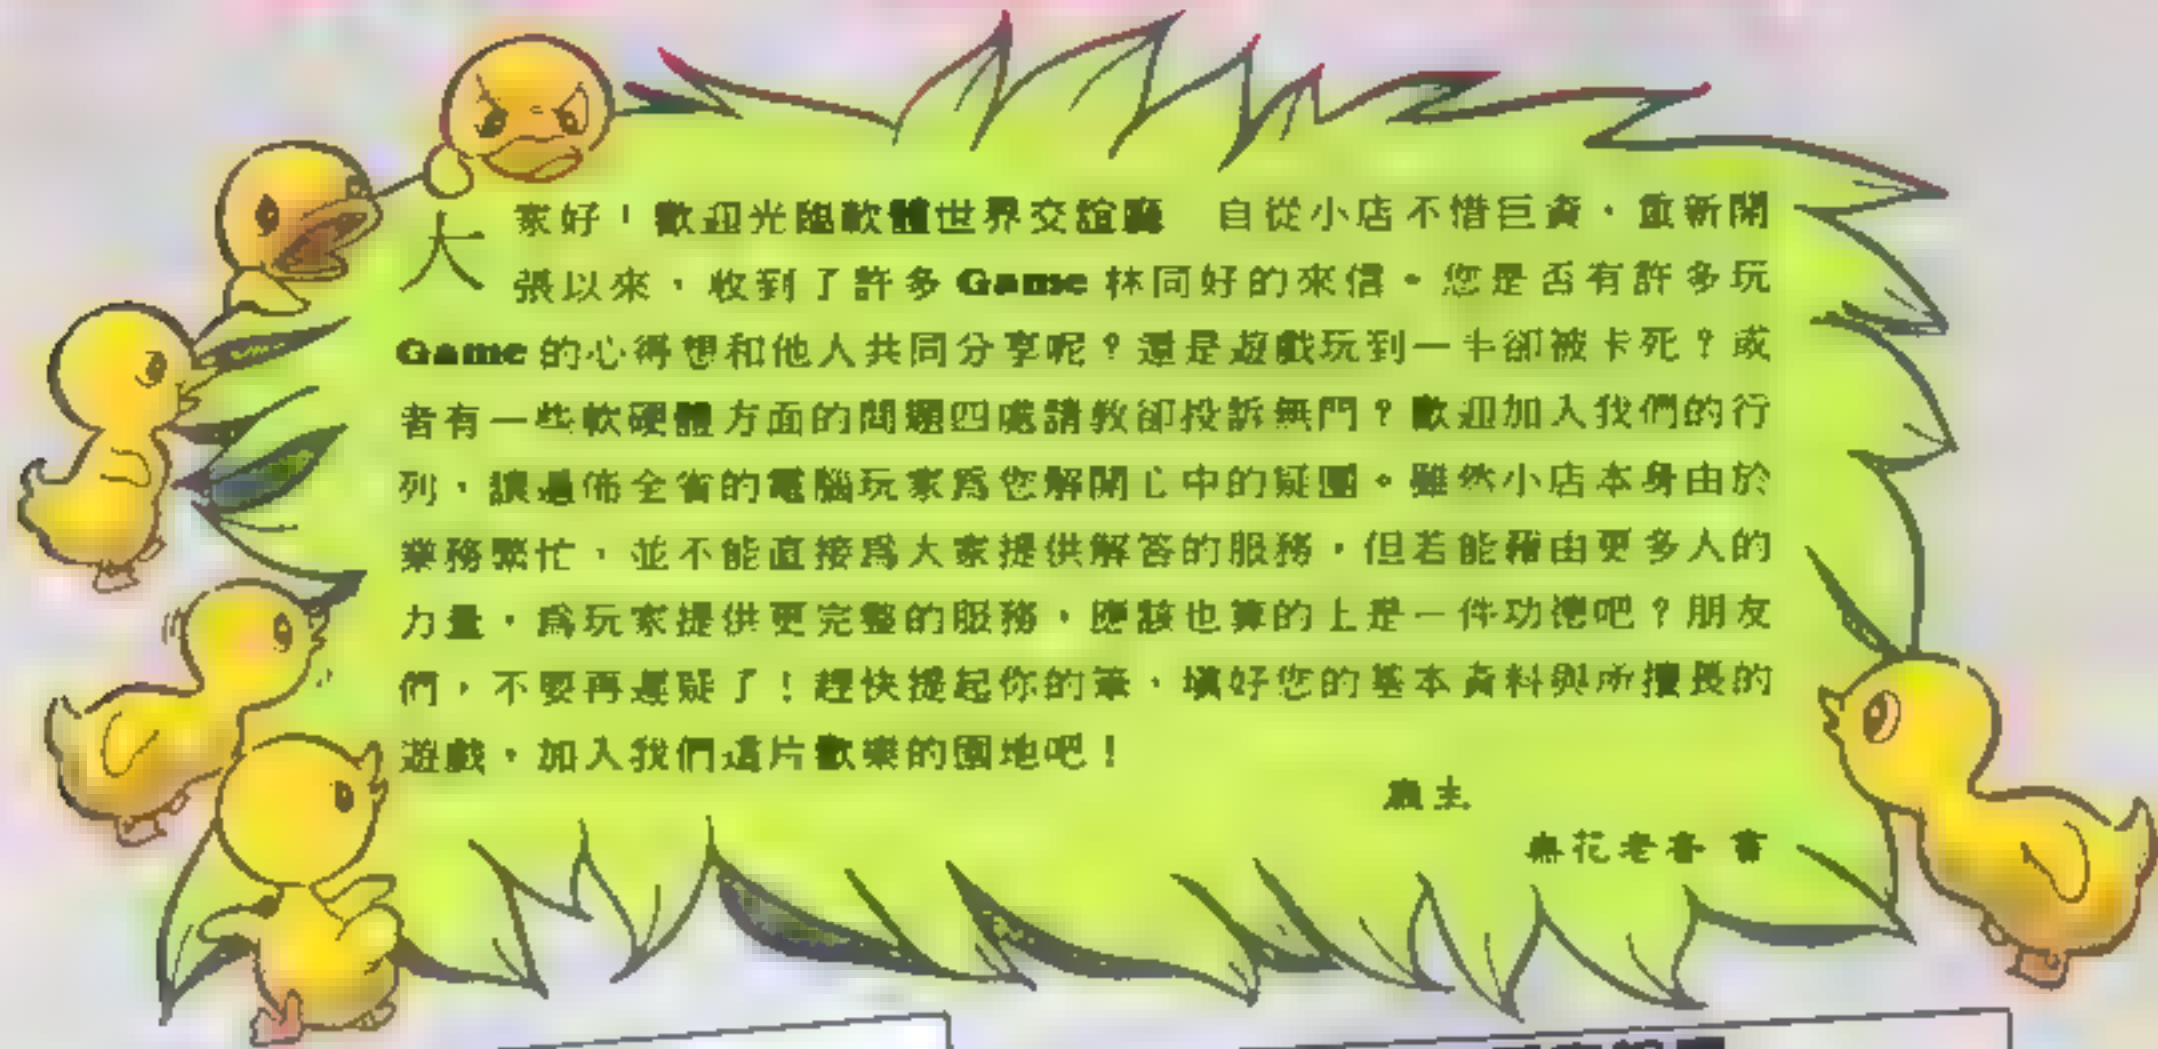 大家好！歡迎光臨軟體世界交誼廳　自從小店不惜巨資，重新開
張以來，收到了許多 Game 林同好的來信。您是否有許多玩
Game 的心得想和他人共同分享呢？還是遊戲玩到一半卻被卡死？或
者有一些軟硬體方面的問題四處請教卻投訴無門？歡迎加入我們的行
列，讓遍佈全省的電腦玩家為您解開心中的疑團。雖然小店本身由於
業務繁忙，並不能直接為大家提供解答的服務，但若能藉由更多人的
力量，為玩家提供更完整的服務，應該也算的上是一件功德吧？朋友
們，不要再遲疑了！趕快提起你的筆，填好您的基本資料與所擅長的
遊戲，加入我們這片歡樂的園地吧！
廳主
無花老香 書